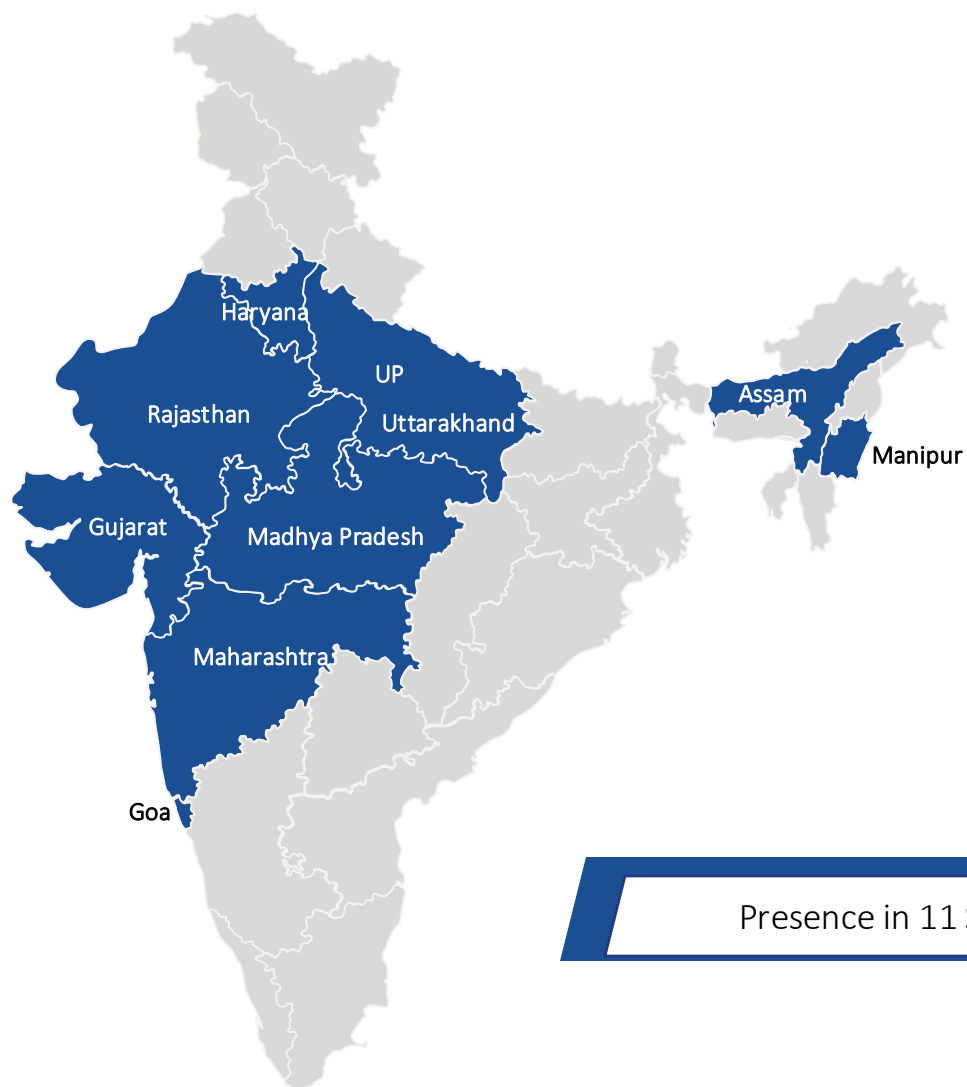 Haryana
UP
Assam
Rajasthan
Uttarakhand
Manipur
Gujarat
Madhya Pradesh
Maharashtra
Goa
Presence in 11